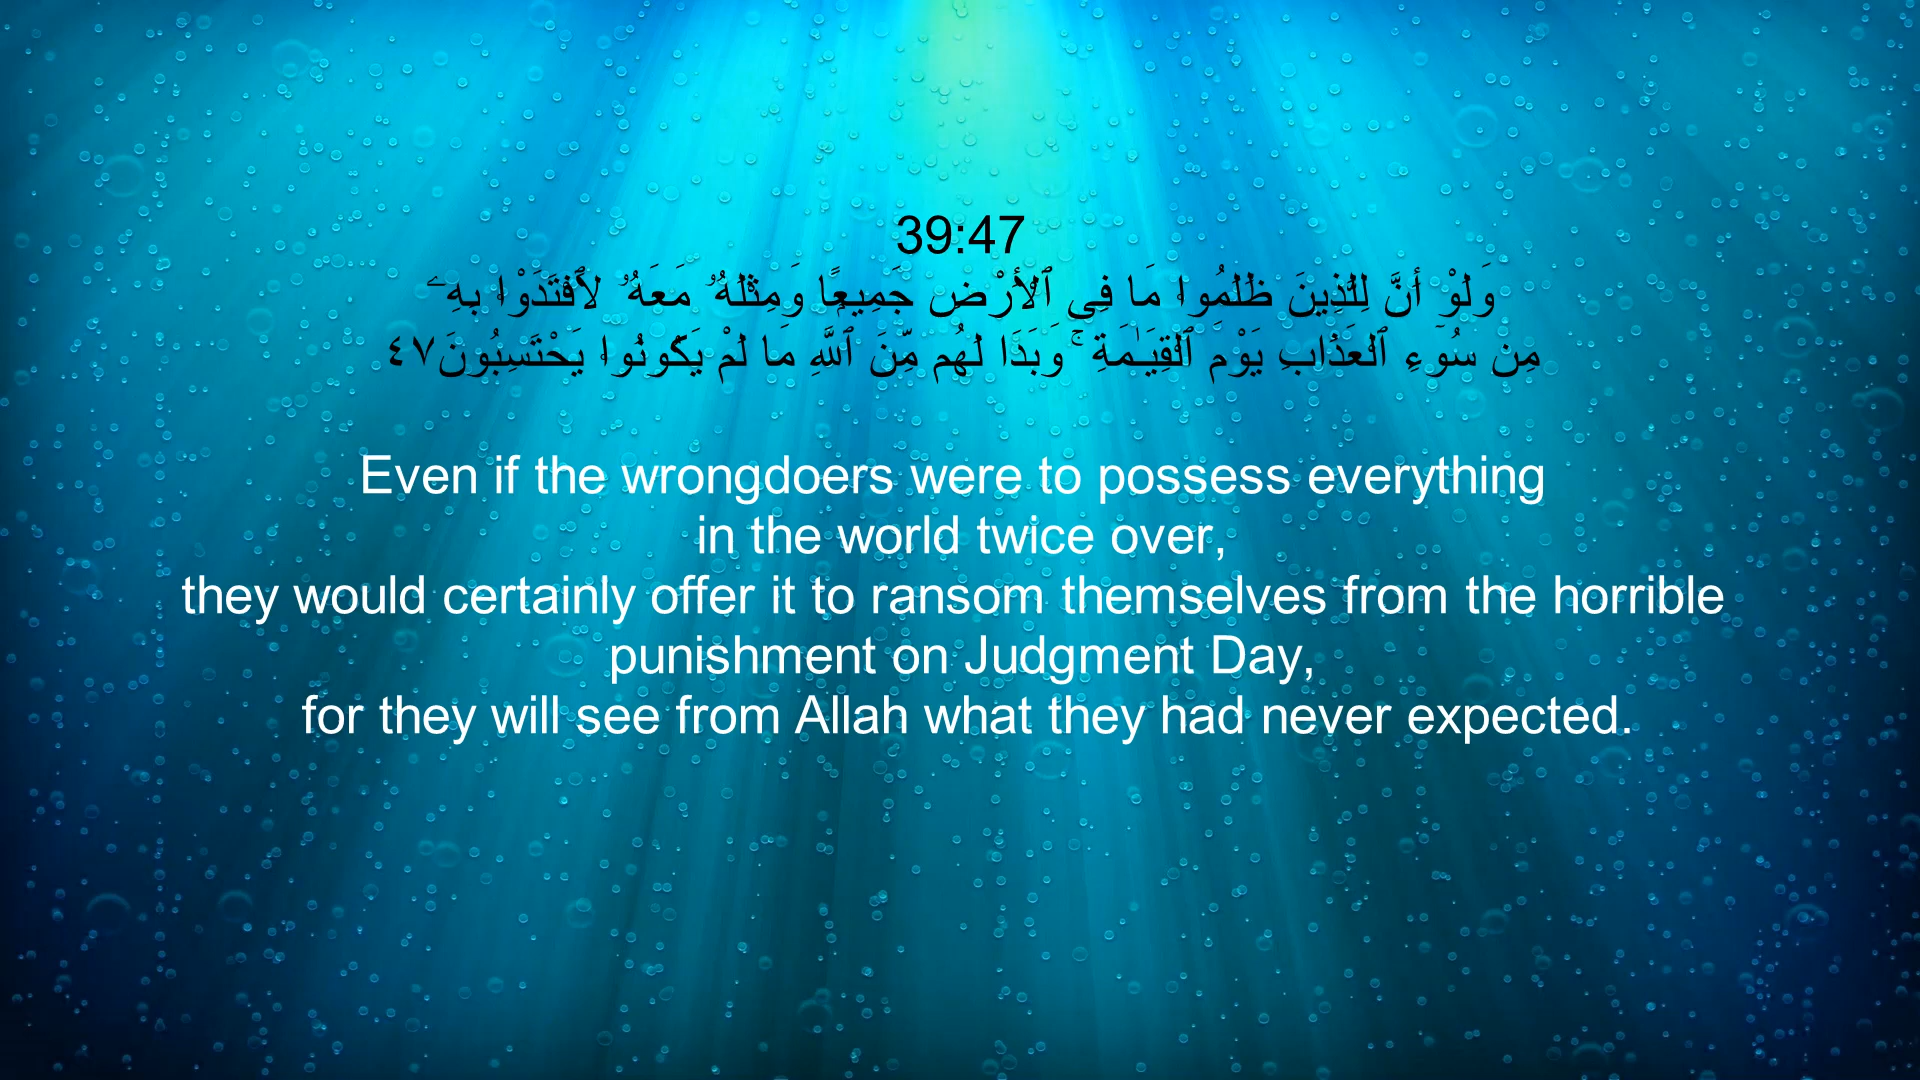 39:47
وَلَوْ أَنَّ لِلَّذِينَ ظَلَمُوا۟ مَا فِى ٱلْأَرْضِ جَمِيعًۭا وَمِثْلَهُۥ مَعَهُۥ لَٱفْتَدَوْا۟ بِهِۦ
مِن سُوٓءِ ٱلْعَذَابِ يَوْمَ ٱلْقِيَـٰمَةِ ۚ وَبَدَا لَهُم مِّنَ ٱللَّهِ مَا لَمْ يَكُونُوا۟ يَحْتَسِبُونَ٤٧
Even if the wrongdoers were to possess everything
in the world twice over,
they would certainly offer it to ransom themselves from the horrible
punishment on Judgment Day,
for they will see from Allah what they had never expected.